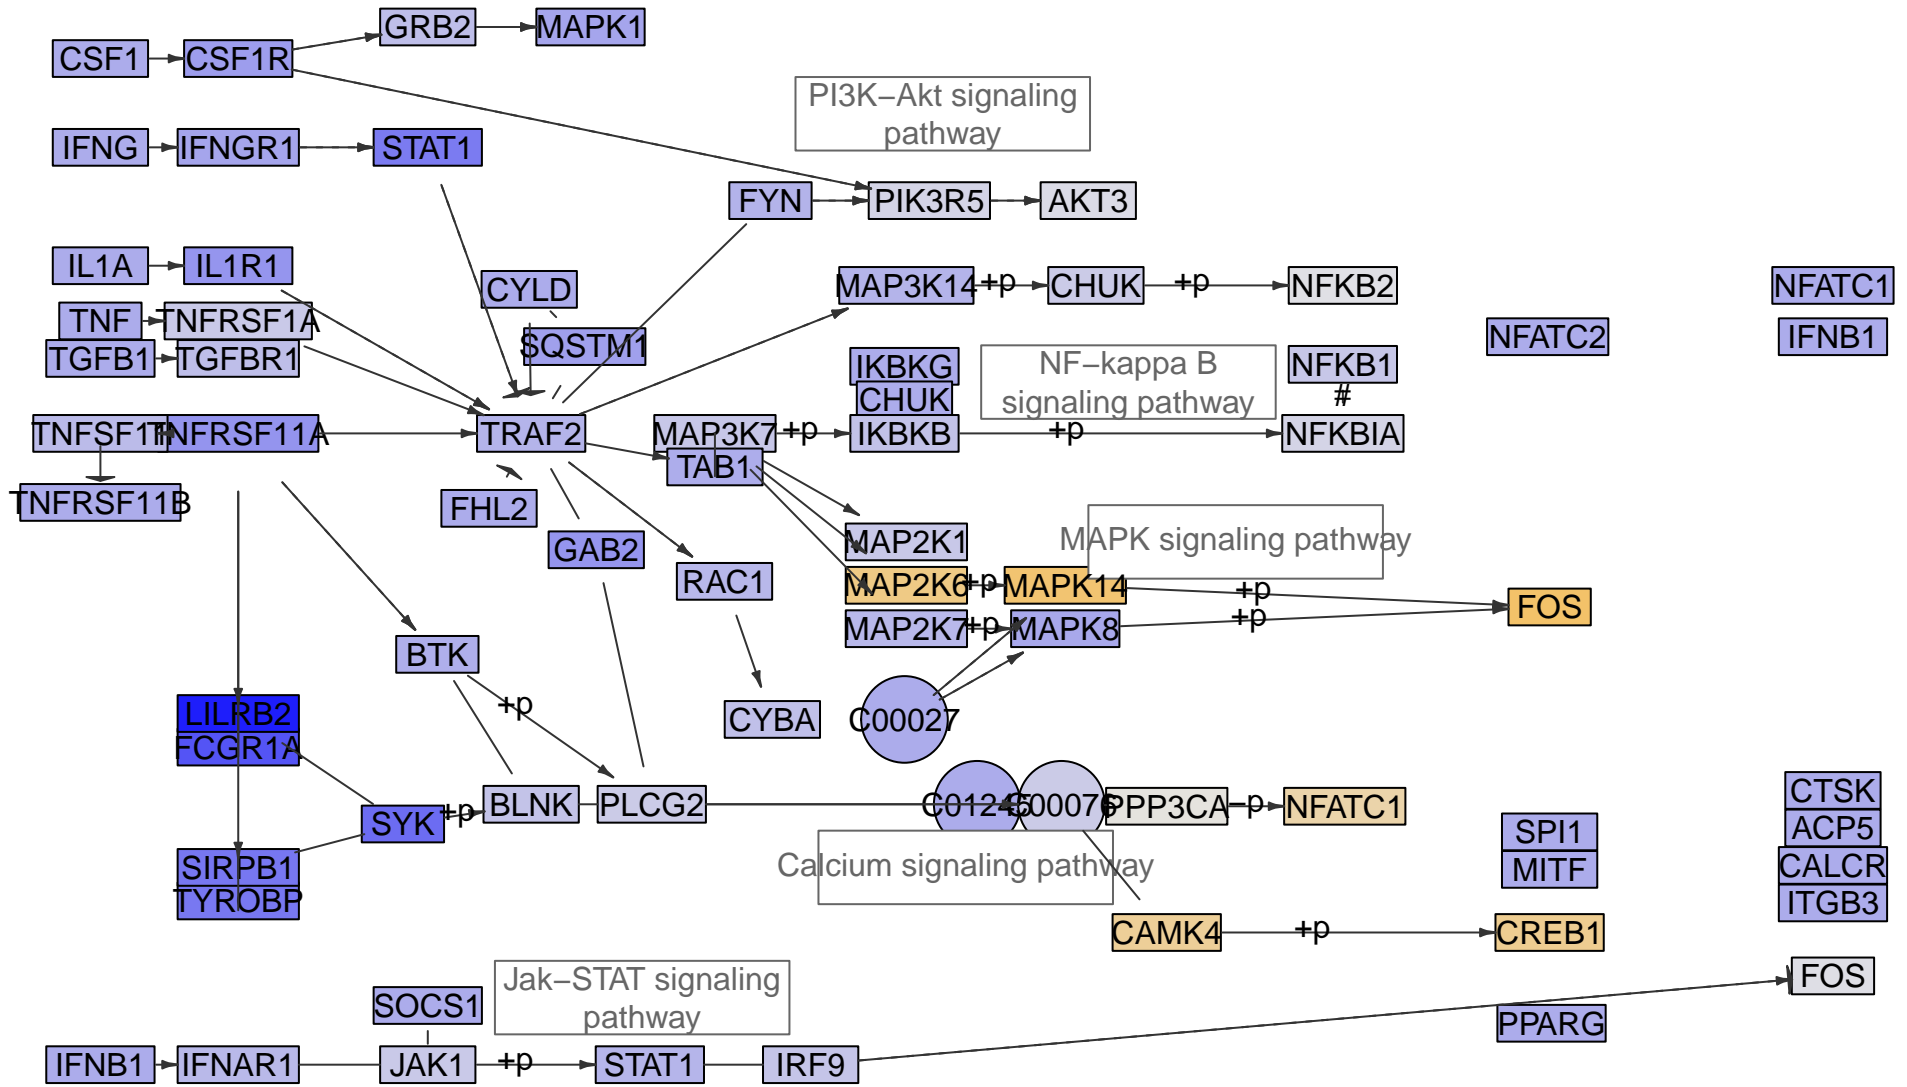 GRB2
MAPK1
CSF1
CSF1R
PI3K–Akt signaling
pathway
IFNG
IFNGR1
STAT1
FYN
PIK3R5
AKT3
IL1A
IL1R1
CYLD
MAP3K14
+p
CHUK
+p
NFKB2
NFATC1
TNF
TNFRSF1A
SQSTM1
NFATC2
IFNB1
TGFB1
TGFBR1
IKBKG
NF–kappa B
signaling pathway
NFKB1
CHUK
#
TNFRSF11A
TRAF2
MAP3K7
+p
IKBKB
+p
NFKBIA
TAB1
TNFRSF11B
FHL2
GAB2
MAP2K1
MAPK signaling pathway
RAC1
MAP2K6
+p
MAPK14
+p
FOS
MAP2K7
+p
MAPK8
+p
BTK
+p
LILRB2
CYBA
C00027
FCGR1A
SYK
+p
BLNK
PLCG2
C00076
PPP3CA
–p
NFATC1
CTSK
SPI1
ACP5
SIRPB1
Calcium signaling pathway
MITF
CALCR
TYROBP
ITGB3
CAMK4
+p
CREB1
Jak–STAT signaling
pathway
FOS
SOCS1
PPARG
IFNB1
IFNAR1
JAK1
+p
STAT1
IRF9